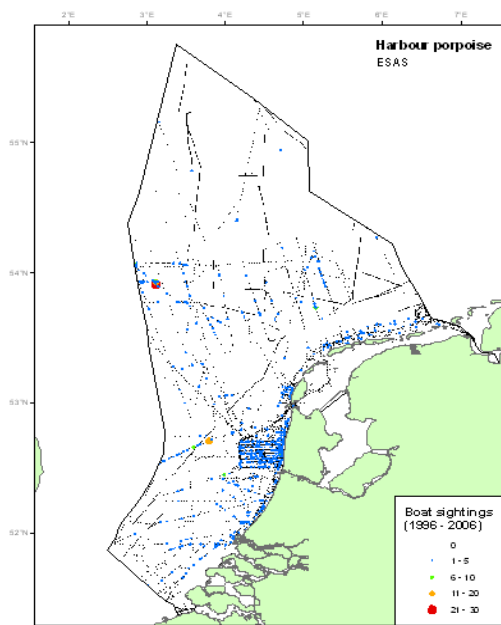 2°E 3°E 4°E 5°E 6°E 7°E
Harbour porpoise
ESAS
55°N
54°N
53°N
52°N
Boat sightings
(1996 - 2006)
0
1 - 5
6 - 10
11 - 20
21 - 30